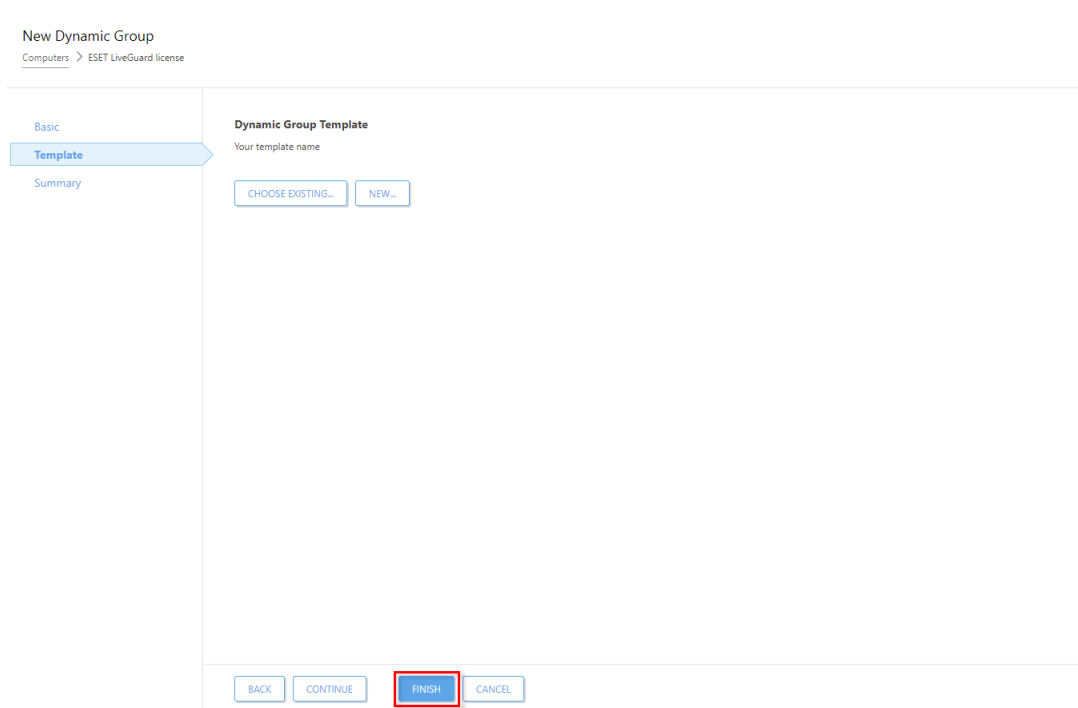 New Dynamic Group
Computers > ESET LiveGuard license
Basic
Template
Summary
Dynamic Group Template
Your template name
CHOOSE EXISTING...
NEW...
BACK
CONTINUE
FINISH
CANCEL